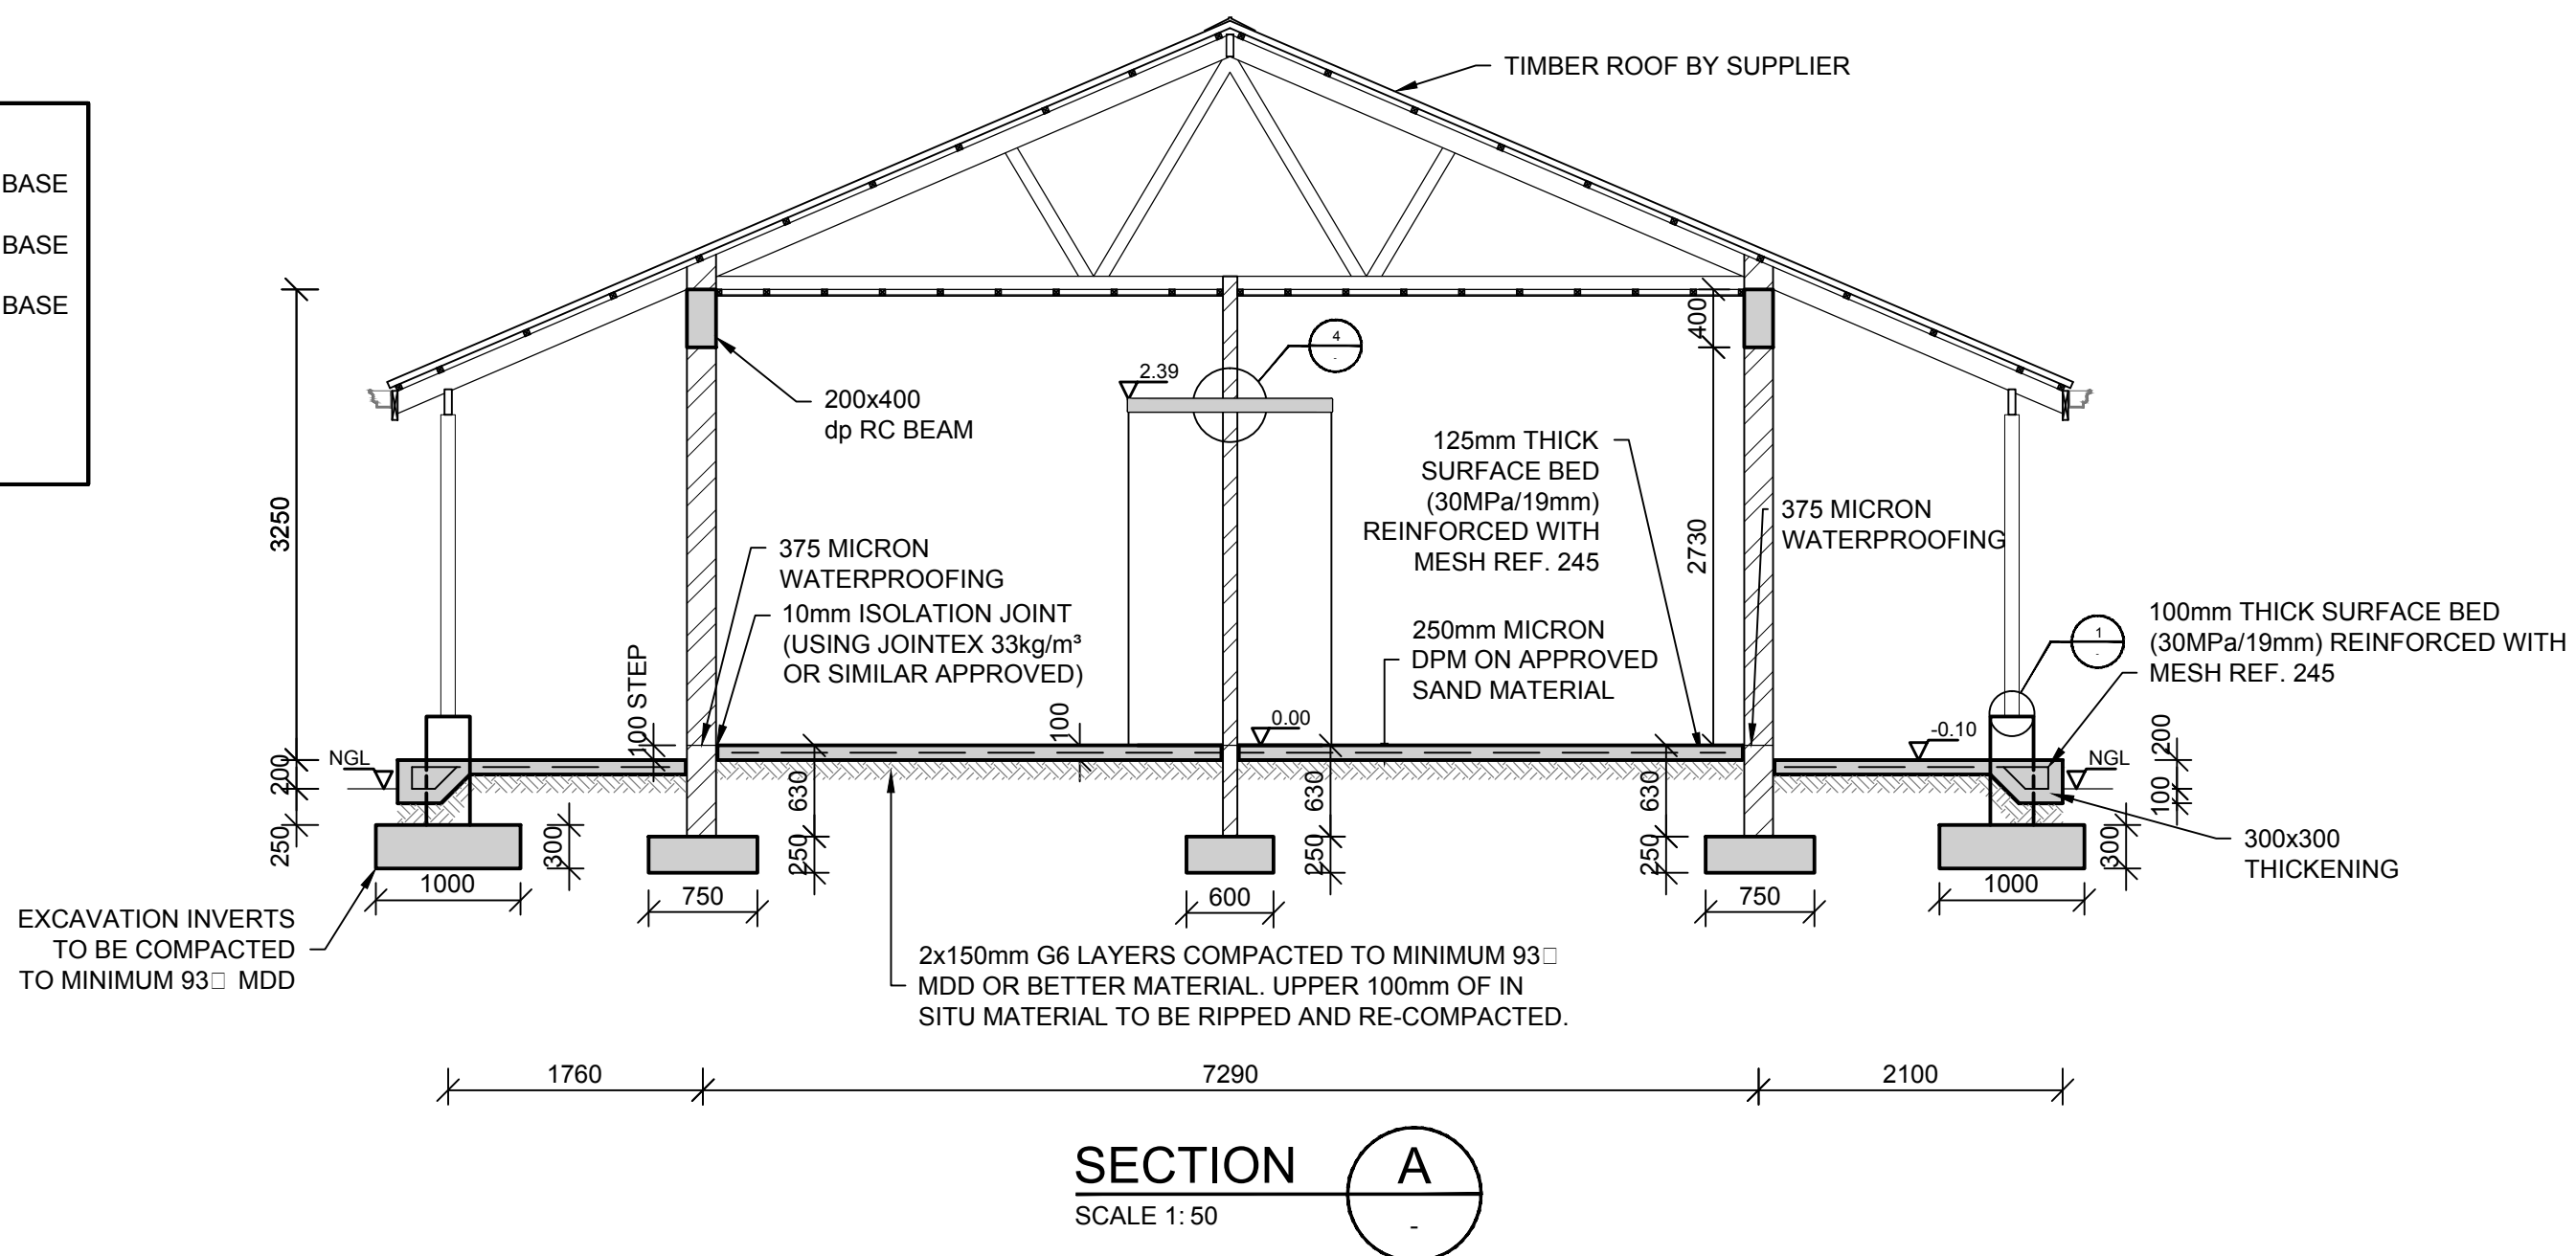 TIMBER ROOF BY SUPPLIER
BASE
BASE
BASE
4
-
2.39
400
200x400
dp RC BEAM
125mm THICK
SURFACE BED
(30MPa/19mm)
REINFORCED WITH
MESH REF. 245
3250
2730
375 MICRON
WATERPROOFING
375 MICRON
WATERPROOFING
10mm ISOLATION JOINT
(USING JOINTEX 33kg/m³
OR SIMILAR APPROVED)
250mm MICRON
DPM ON APPROVED
SAND MATERIAL
1
-
100mm THICK SURFACE BED
(30MPa/19mm) REINFORCED WITH
MESH REF. 245
100 STEP
100
0.00
-0.10
200
NGL
NGL
200
630
630
630
100
250
300
250
250
250
300
300x300
THICKENING
1000
750
600
750
1000
EXCAVATION INVERTS
TO BE COMPACTED
TO MINIMUM 93□ MDD
2x150mm G6 LAYERS COMPACTED TO MINIMUM 93□
MDD OR BETTER MATERIAL. UPPER 100mm OF IN
SITU MATERIAL TO BE RIPPED AND RE-COMPACTED.
1760
7290
2100
SECTION
A
-
SCALE 1:50